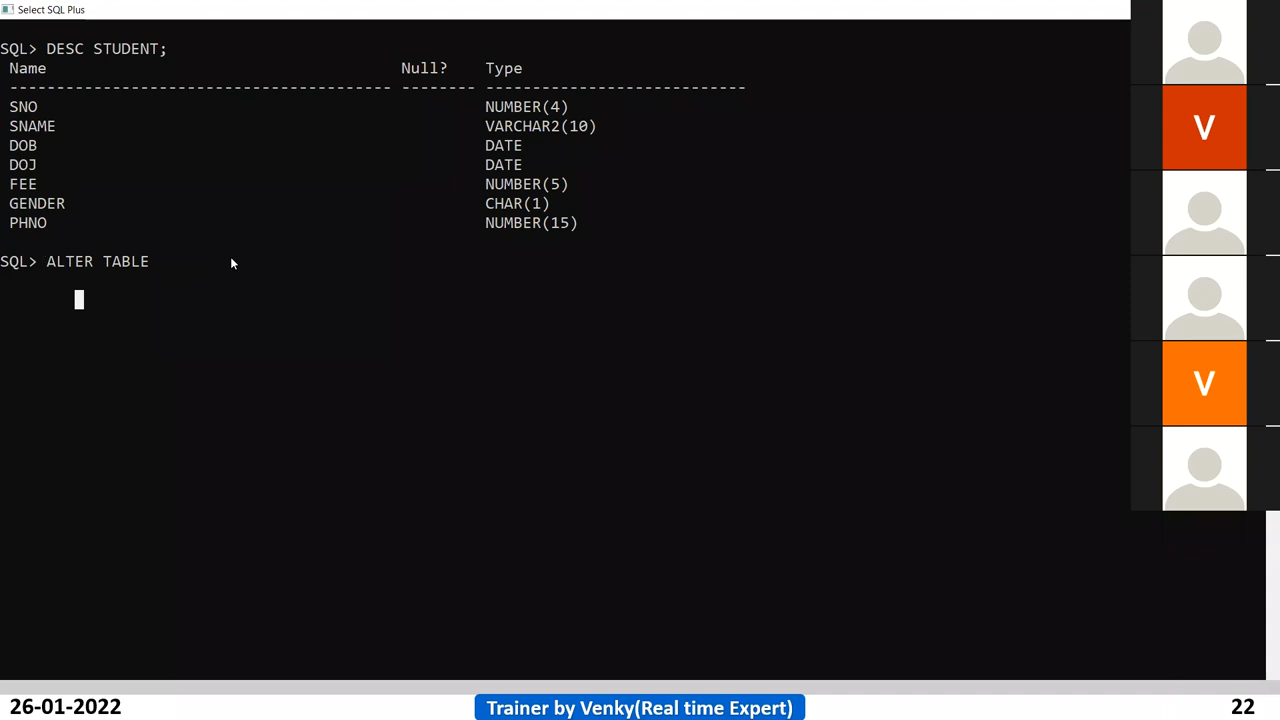 Select SQL Plus
SQL> DESC STUDENT;
Name Null? Type
----------------------------------------- -------- ----------------------------
SNO NUMBER(4)
SNAME VARCHAR2(10)
DOB DATE
DOJ DATE
FEE NUMBER(5)
GENDER CHAR(1)
PHNO NUMBER(15)
SQL> ALTER TABLE
V
V
26-01-2022 Trainer by Venky(Real time Expert) 22